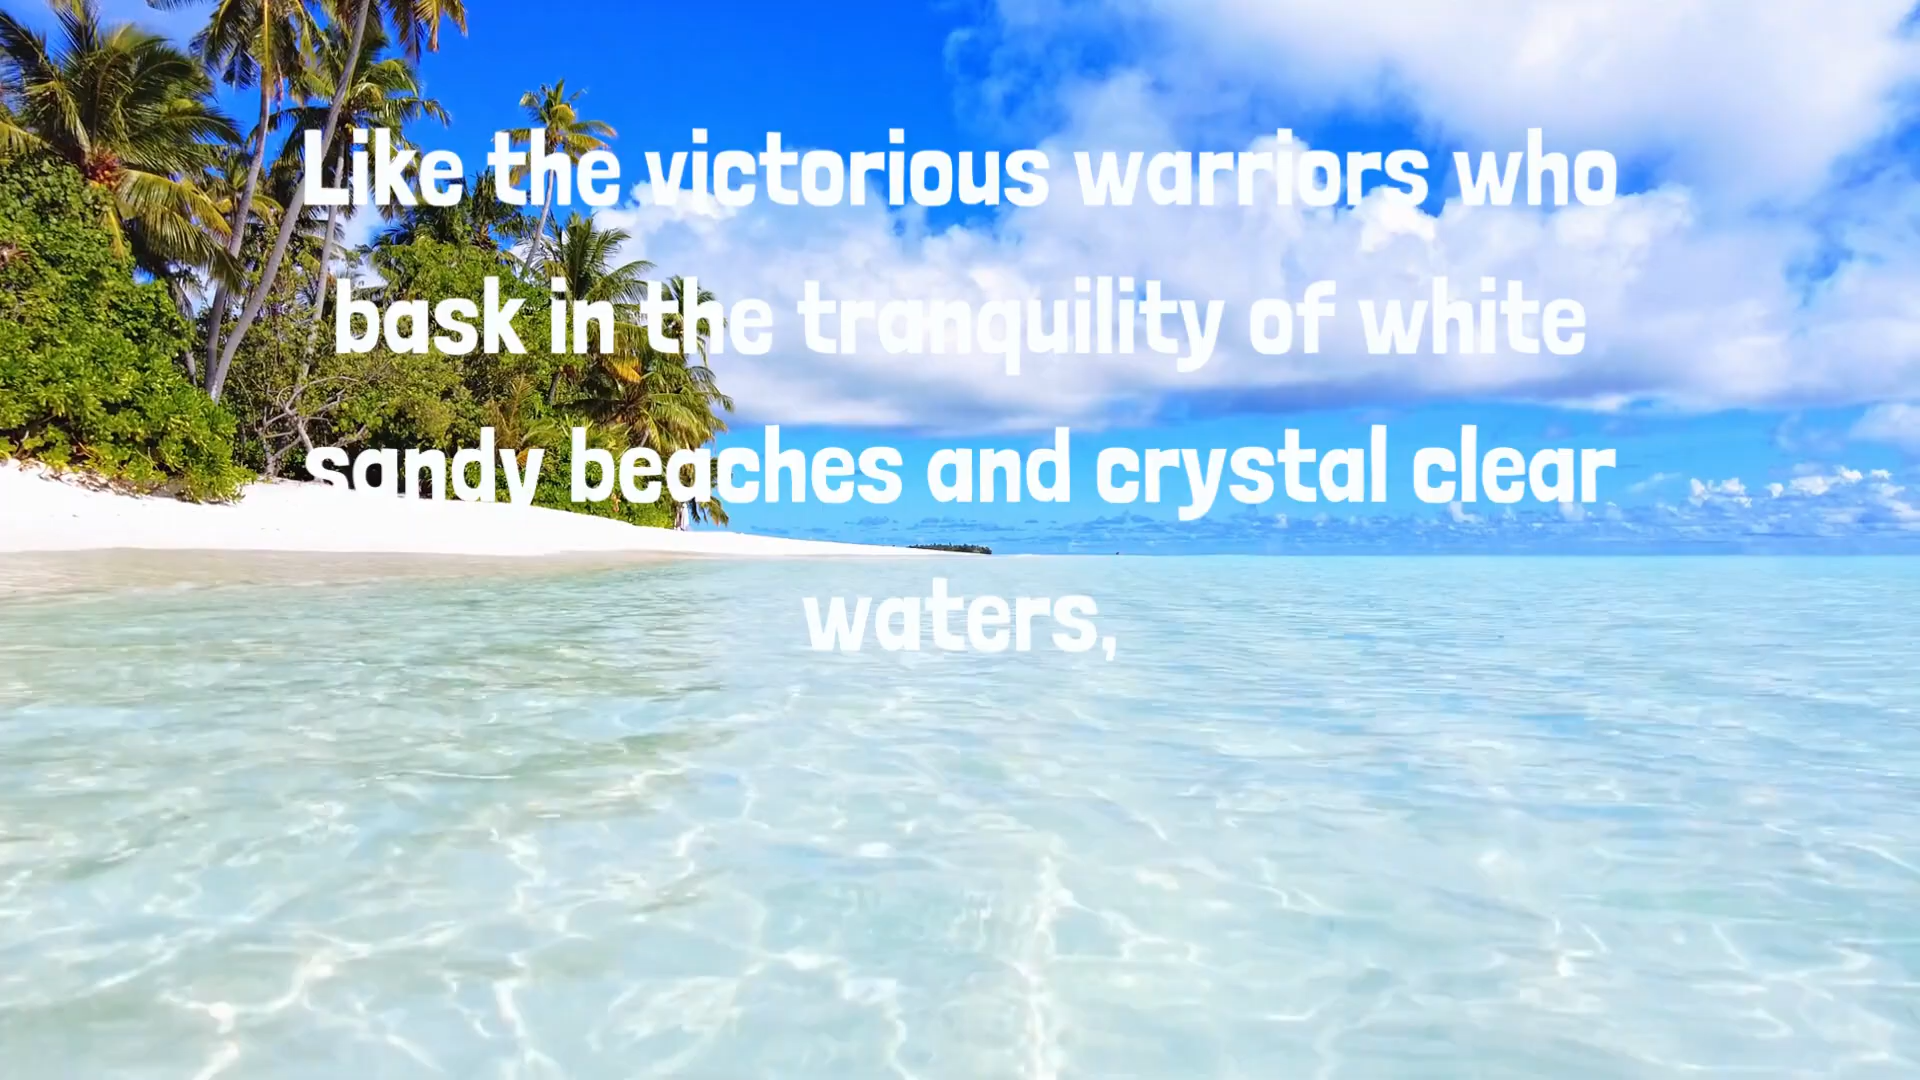 Like the victorious warriors who
bask in the tranquility of white
sandy beaches and crystal clear
waters,